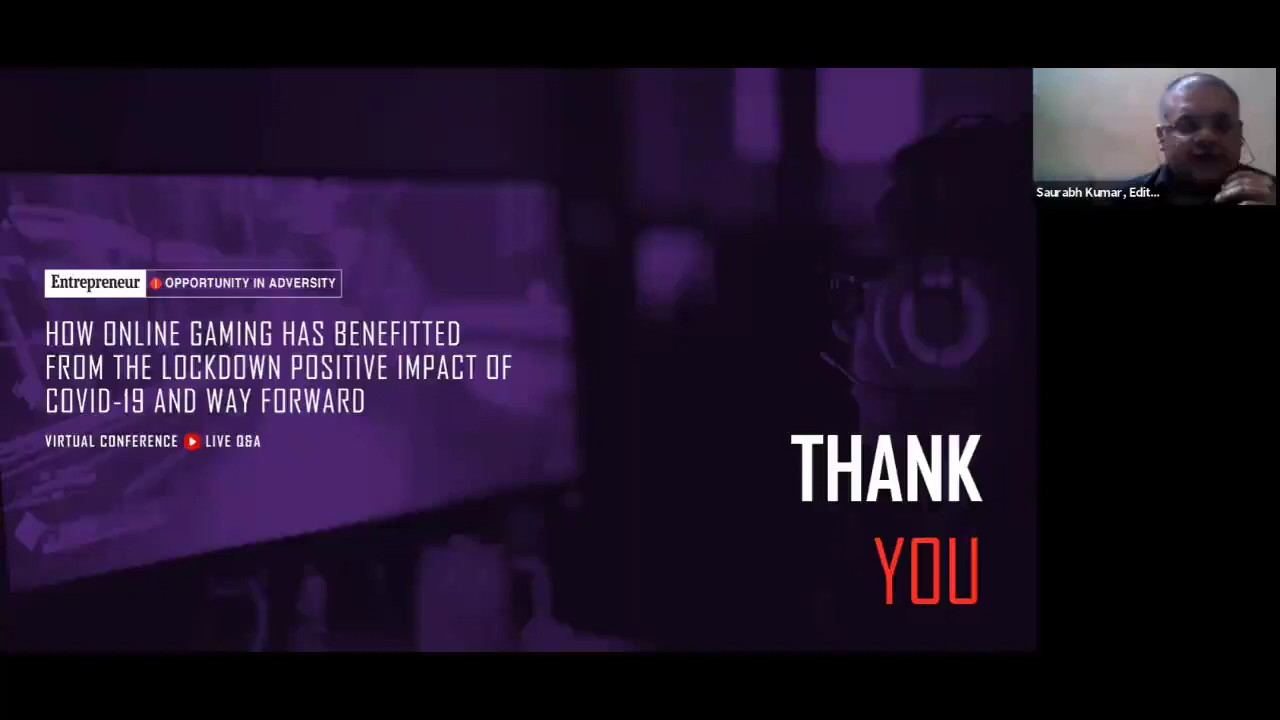 Entrepreneur OPPORTUNITY IN ADVERSITY
HOW ONLINE GAMING HAS BENEFITTED
FROM THE LOCKDOWN POSITIVE IMPACT OF
COVID-19 AND WAY FORWARD
VIRTUAL CONFERENCE LIVE Q&A
THANK
YOU
Saurabh Kumar, Edit...